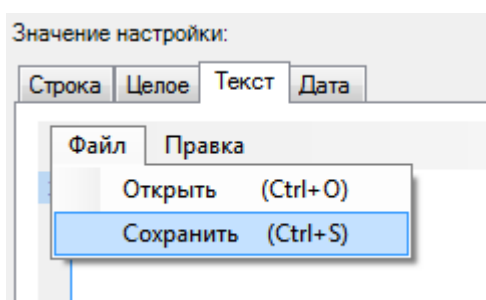 Значение настройки:
Строка Целое Текст Дата
Файл Правка
Открыть (Ctrl+O)
Сохранить (Ctrl+S)